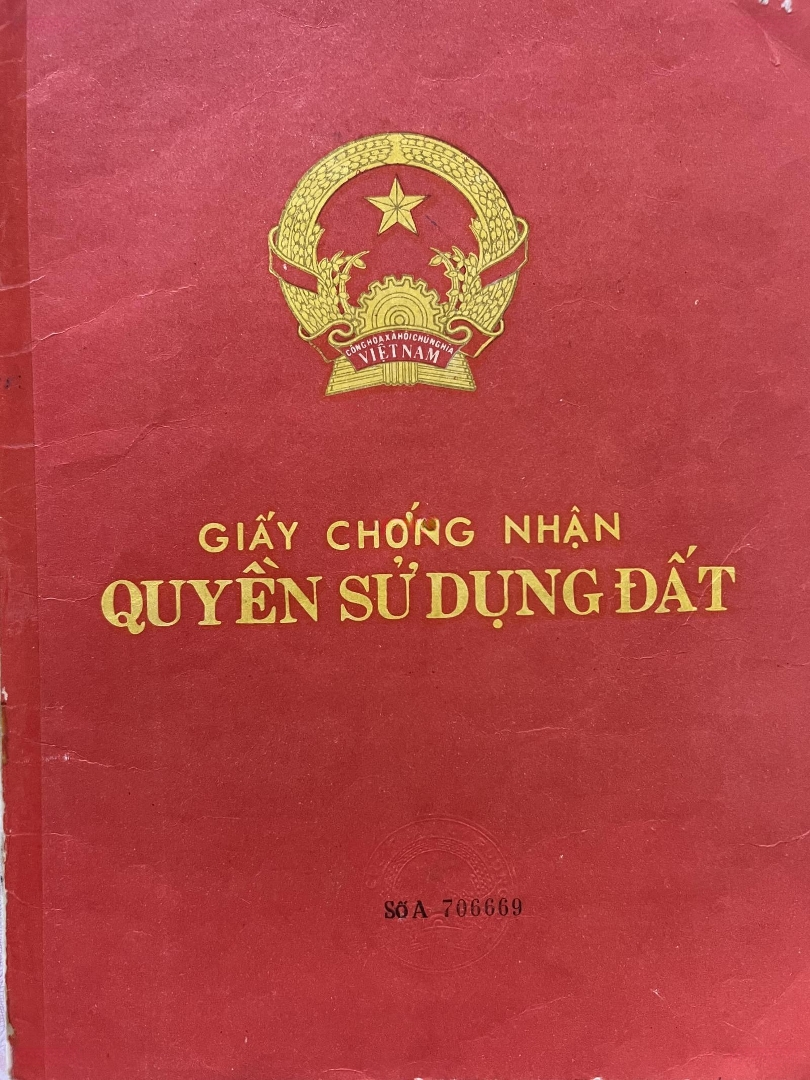 CỘNG HÒA XÃ HỘI CHỦ NGHĨA
VIỆT NAM
GIẤY CHỨNG NHẬN
QUYỀN SỬ DỤNG ĐẤT
Số A 706669